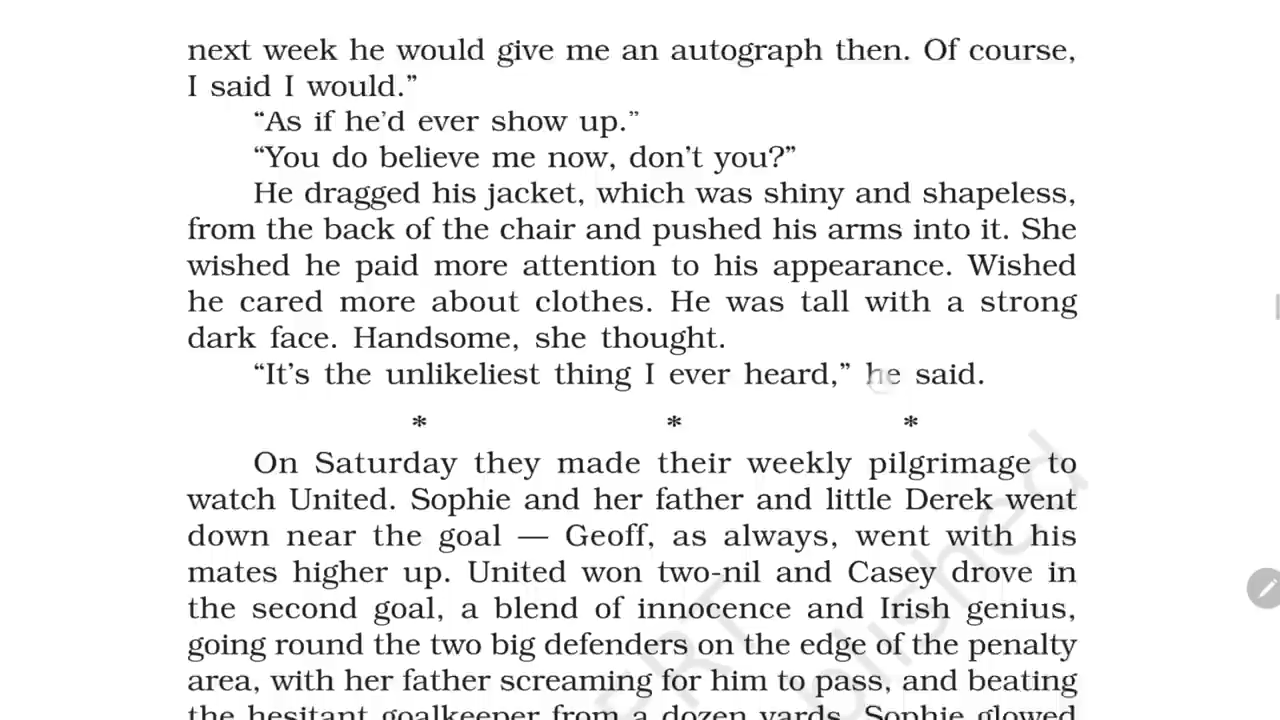 next week he would give me an autograph then. Of course,
I said I would.”
“As if he’d ever show up.”
“You do believe me now, don’t you?”
He dragged his jacket, which was shiny and shapeless,
from the back of the chair and pushed his arms into it. She
wished he paid more attention to his appearance. Wished
he cared more about clothes. He was tall with a strong
dark face. Handsome, she thought.
“It’s the unlikeliest thing I ever heard,” he said.
* * *
On Saturday they made their weekly pilgrimage to
watch United. Sophie and her father and little Derek went
down near the goal — Geoff, as always, went with his
mates higher up. United won two-nil and Casey drove in
the second goal, a blend of innocence and Irish genius,
going round the two big defenders on the edge of the penalty
area, with her father screaming for him to pass, and beating
the hesitant goalkeeper from a dozen yards. Sophie glowed